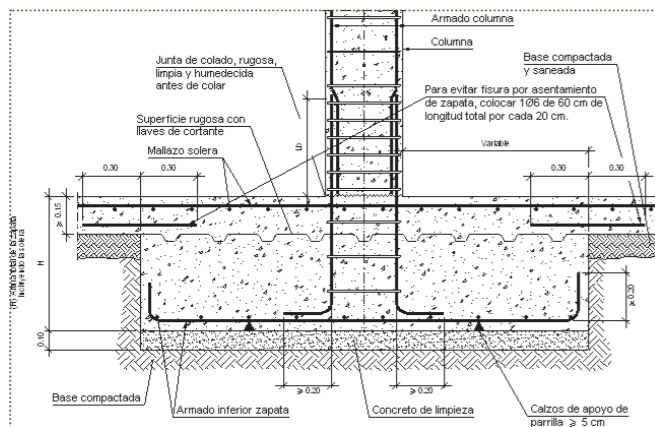 Armado columna
Columna
Junta de colado, rugosa,
limpia y humedecida
antes de colar
Base compactada
y saneada
Para evitar fisura por asentamiento
de zapata, colocar 1Ø6 de 60 cm de
longitud total por cada 20 cm.
Superficie rugosa con
llaves de cortante
Mallazo solera
Lb
Variable
0.30
0.30
0.30
0.30
≥ 0.15
H
incluyendo la solera
≥0.20
0.10
≥ 0.20
≥ 0.20
Base compactada
Armado inferior zapata
Concreto de limpieza
Calzos de apoyo de
parrilla ≥ 5 cm